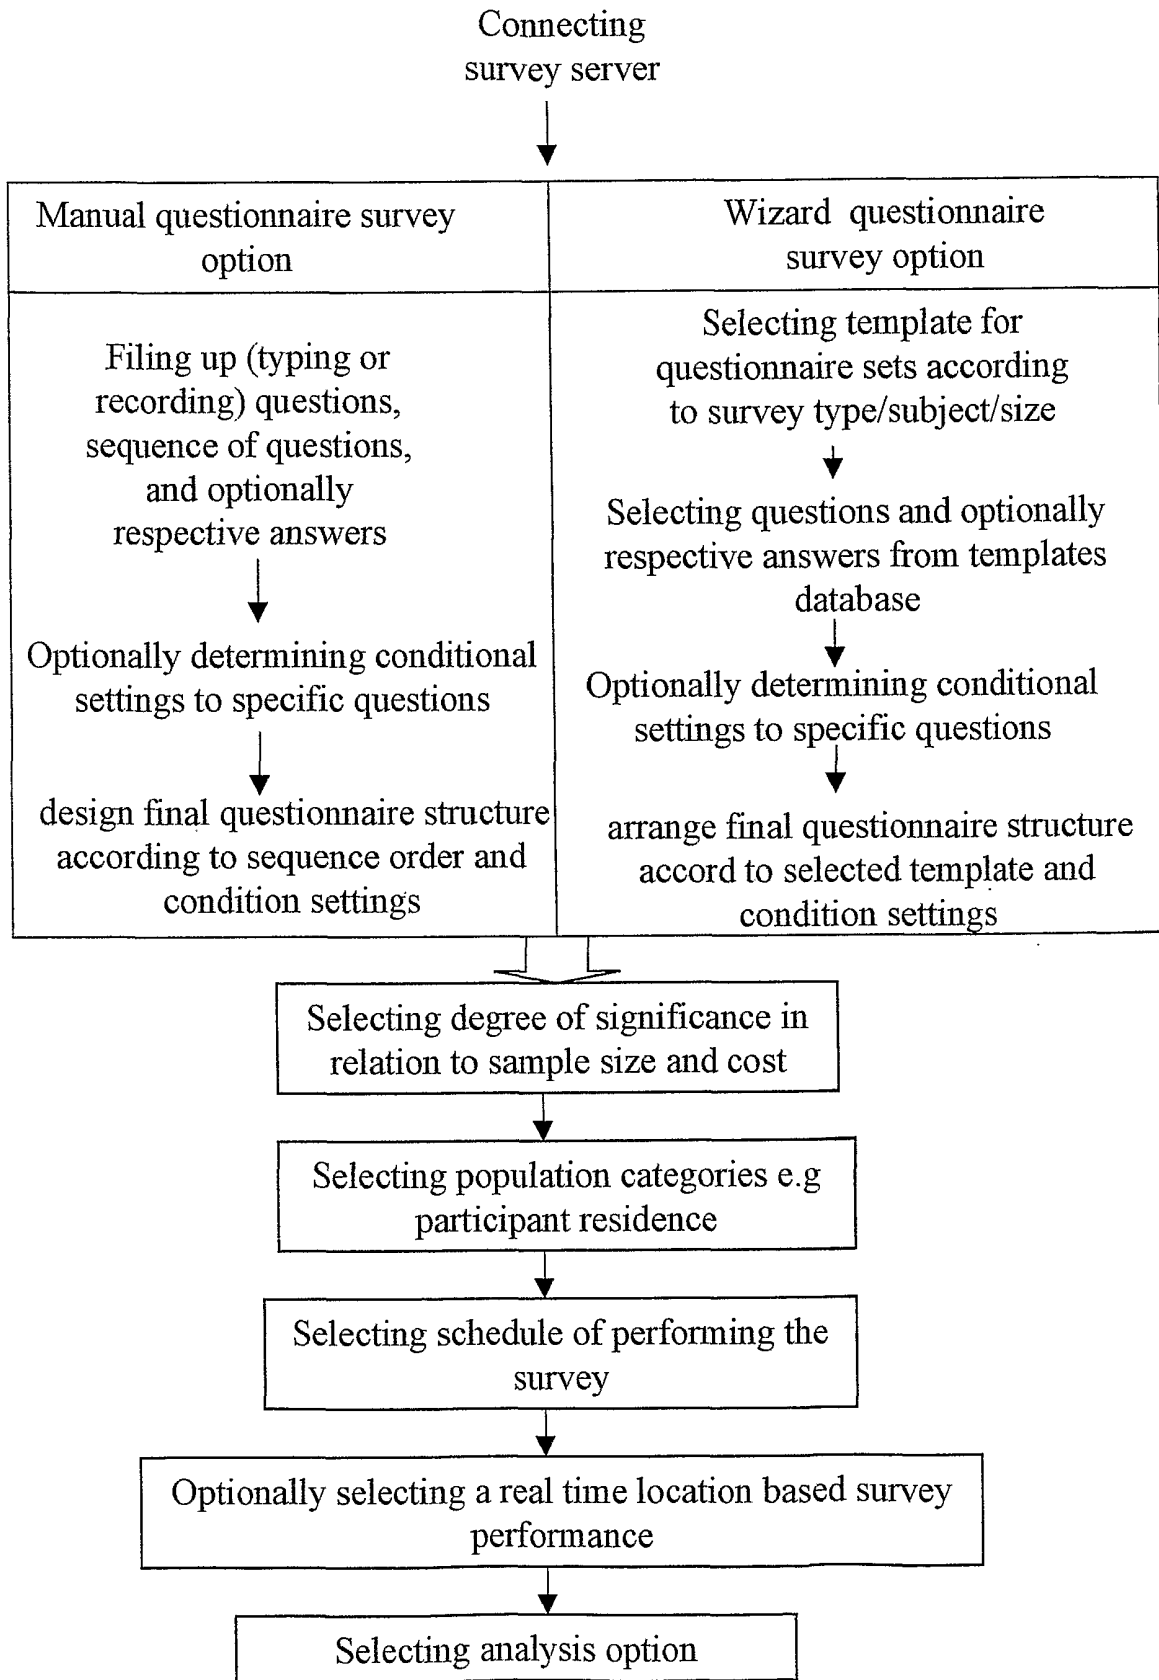 Connecting
survey server
Manual questionnaire survey
option
Wizard questionnaire
survey option
Filing up (typing or
recording) questions,
sequence of questions,
and optionally
respective answers
Optionally determining conditional
settings to specific questions
design final questionnaire structure
according to sequence order and
condition settings
Selecting template for
questionnaire sets according
to survey type/subject/size
Selecting questions and optionally
respective answers from templates
database
Optionally determining conditional
settings to specific questions
arrange final questionnaire structure
accord to selected template and
condition settings
Selecting degree of significance in
relation to sample size and cost
Selecting population categories e.g
participant residence
Selecting schedule of performing the
survey
Optionally selecting a real time location based survey
performance
Selecting analysis option